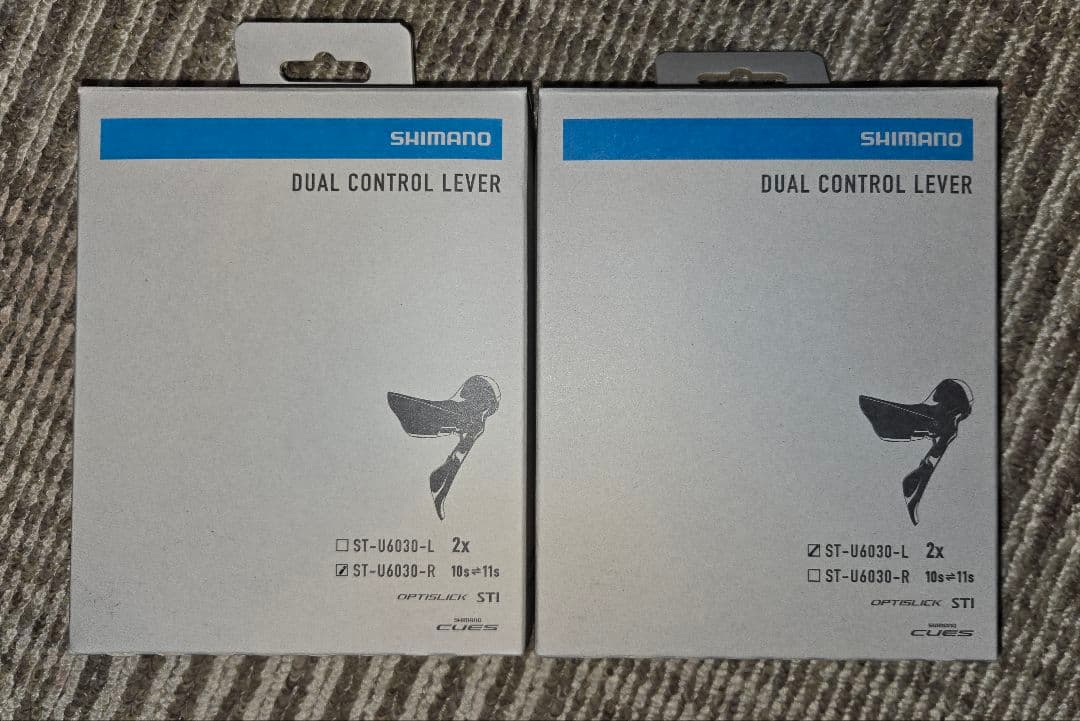 SHIMANO
DUAL CONTROL LEVER
☐ ST-U6030-L 2x
☑ ST-U6030-R 10s⇌11s
OPTISLICK STI
SHIMANO
CUES
SHIMANO
DUAL CONTROL LEVER
☑ ST-U6030-L 2x
☐ ST-U6030-R 10s⇌11s
OPTISLICK STI
SHIMANO
CUES